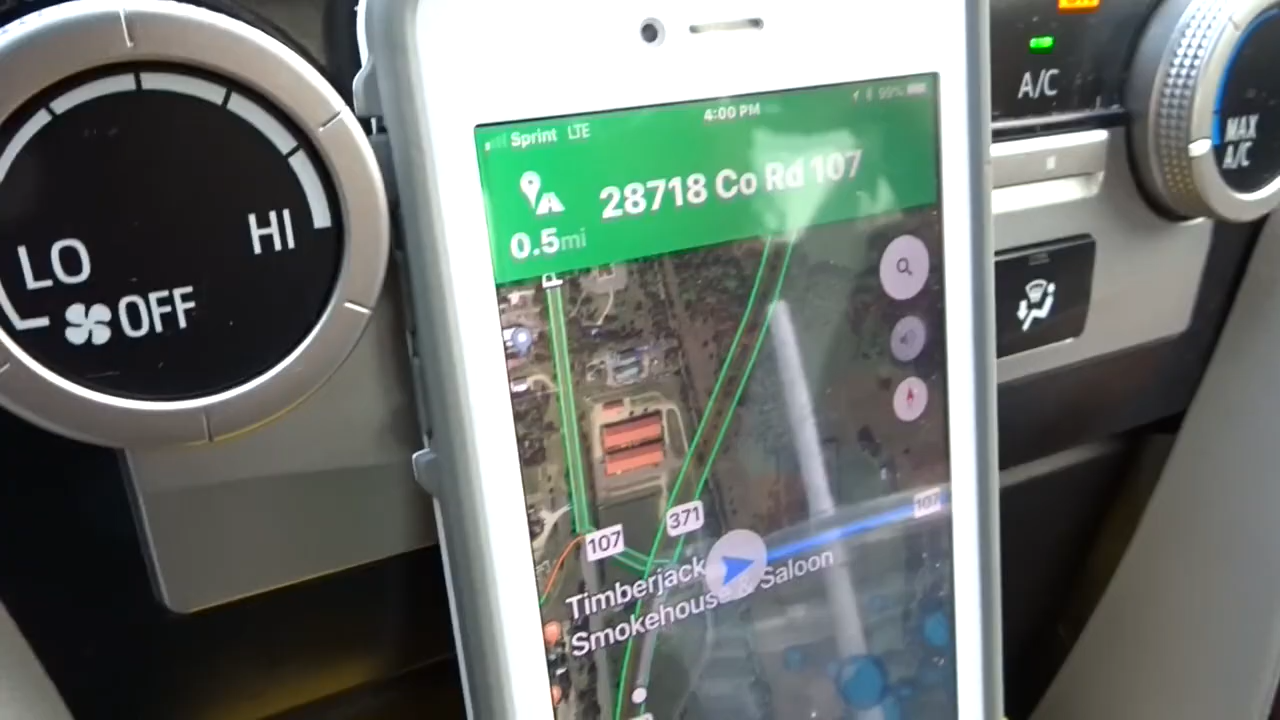 LO
HI
OFF
Sprint LTE
4:00 PM
99%
28718 Co Rd 107
0.5mi
107
371
107
Timberjack
Smokehouse & Saloon
A/C
MAX
A/C